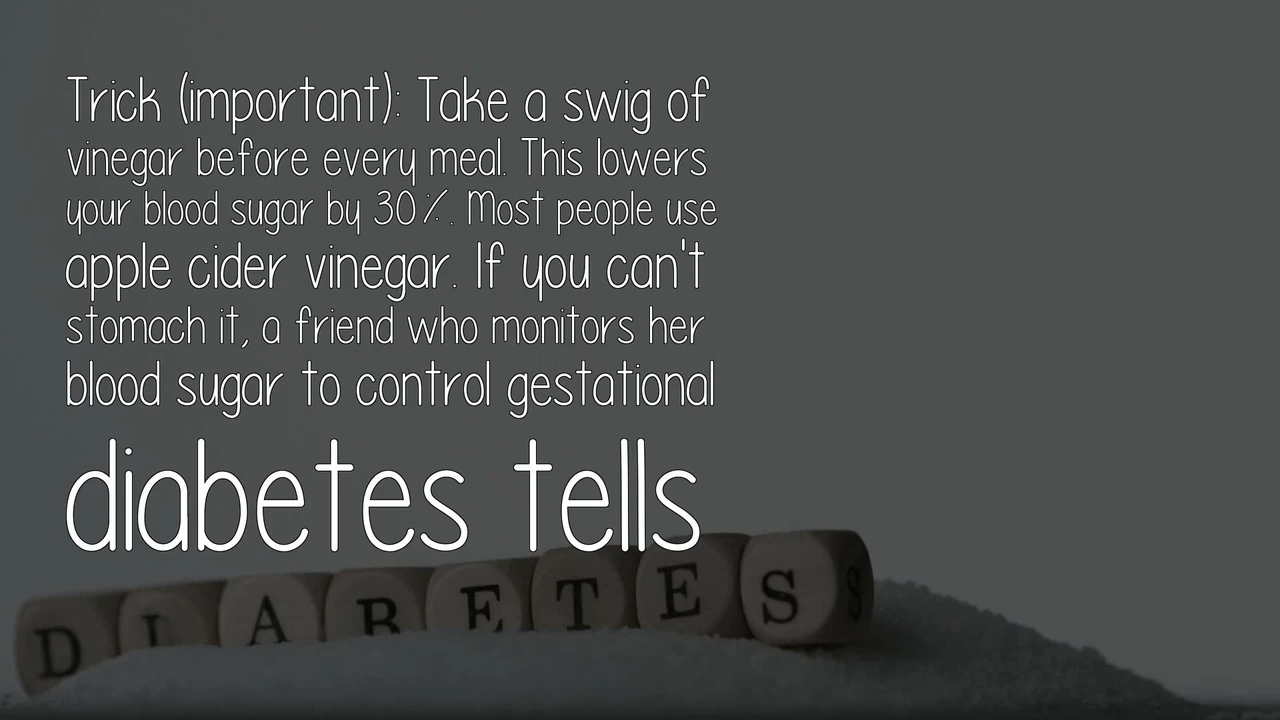 Trick (important): Take a swig of
vinegar before every meal. This lowers
your blood sugar by 30%. Most people use
apple cider vinegar. If you can't
stomach it, a friend who monitors her
blood sugar to control gestational
diabetes tells
DIABETES S